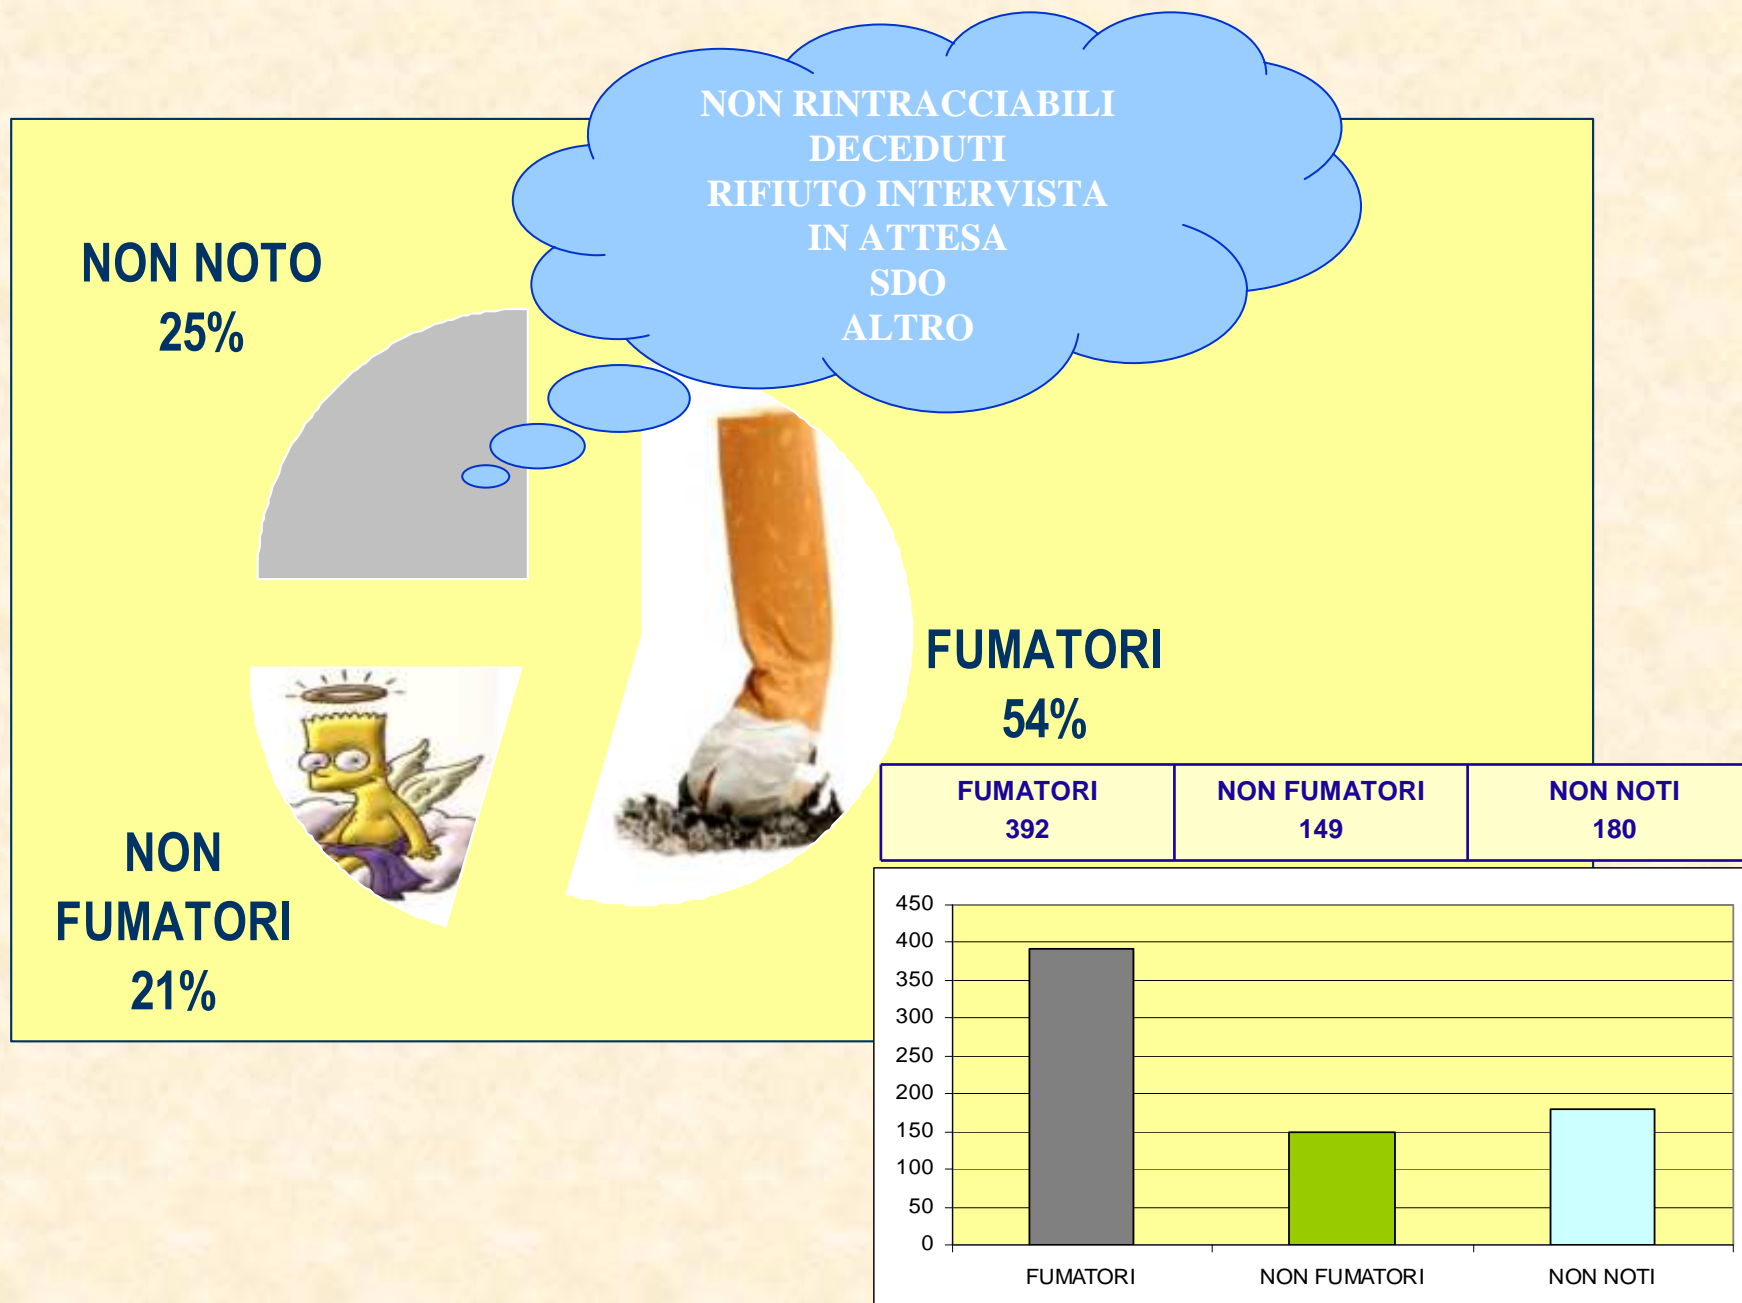 NON RINTRACCIABILI
DECEDUTI
RIFIUTO INTERVISTA
IN ATTESA
SDO
ALTRO
NON NOTO
25%
FUMATORI
54%
NON
FUMATORI
21%
FUMATORI NON FUMATORI NON NOTI
392 149 180
450
400
350
300
250
200
150
100
50
0
FUMATORI NON FUMATORI NON NOTI